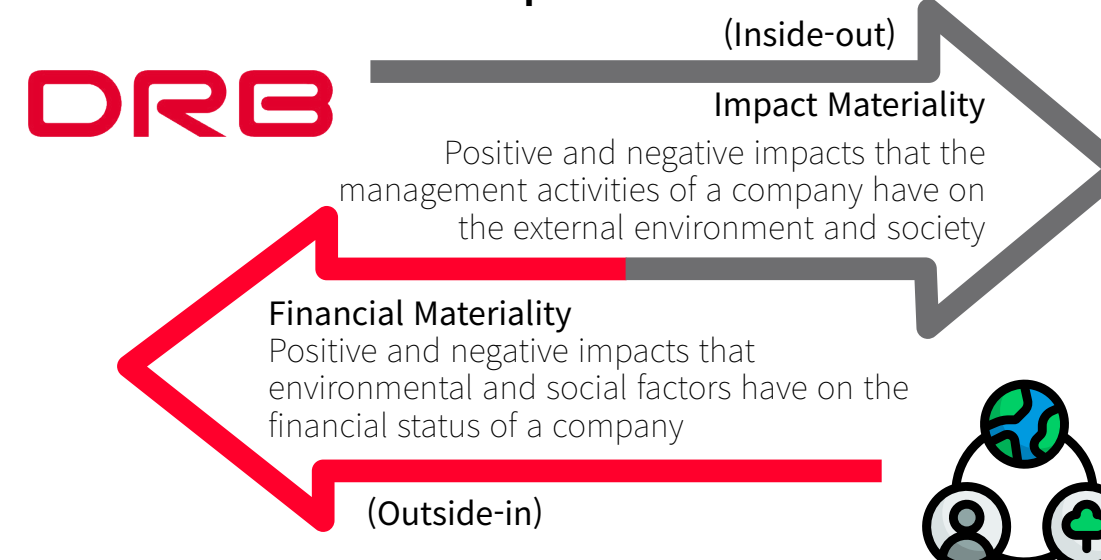 (Inside-out)
DRB
Impact Materiality
Positive and negative impacts that the
management activities of a company have on
the external environment and society
Financial Materiality
Positive and negative impacts that
environmental and social factors have on the
financial status of a company
(Outside-in)